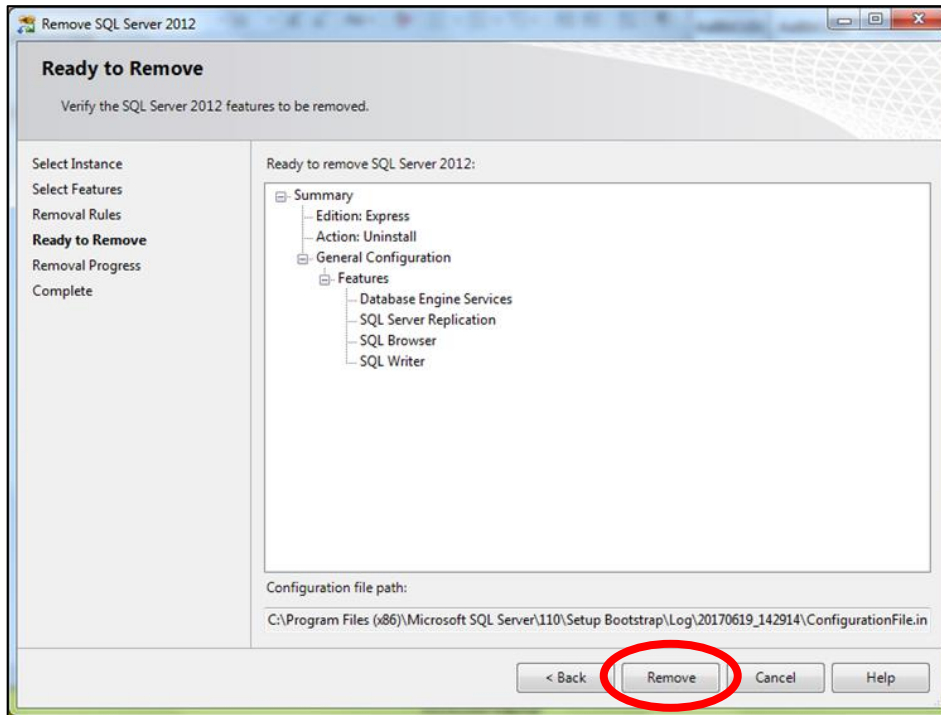 Remove SQL Server 2012
Ready to Remove
Verify the SQL Server 2012 features to be removed.
Select Instance
Select Features
Removal Rules
Ready to Remove
Removal Progress
Complete
Ready to remove SQL Server 2012:
Summary
Edition: Express
Action: Uninstall
General Configuration
Features
Database Engine Services
SQL Server Replication
SQL Browser
SQL Writer
Configuration file path:
C:\Program Files (x86)\Microsoft SQL Server\110\Setup Bootstrap\Log\20170619_142914\ConfigurationFile.in
< Back
Remove
Cancel
Help